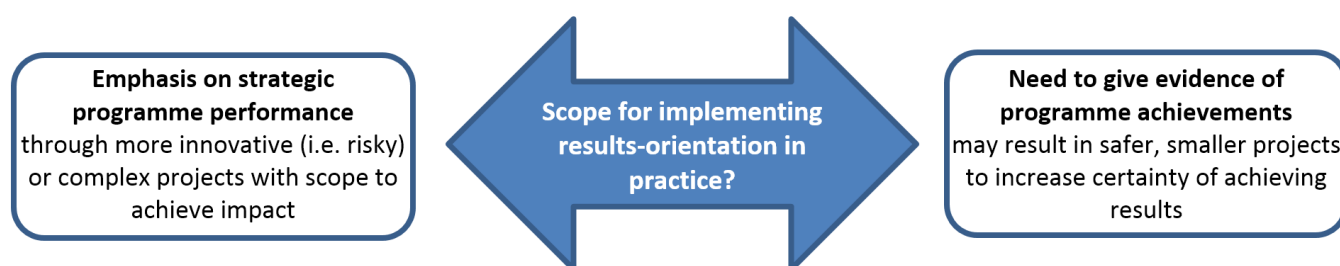 Emphasis on strategic
programme performance
through more innovative (i.e. risky)
or complex projects with scope to
achieve impact
Scope for implementing
results-orientation in
practice?
Need to give evidence of
programme achievements
may result in safer, smaller projects
to increase certainty of achieving
results